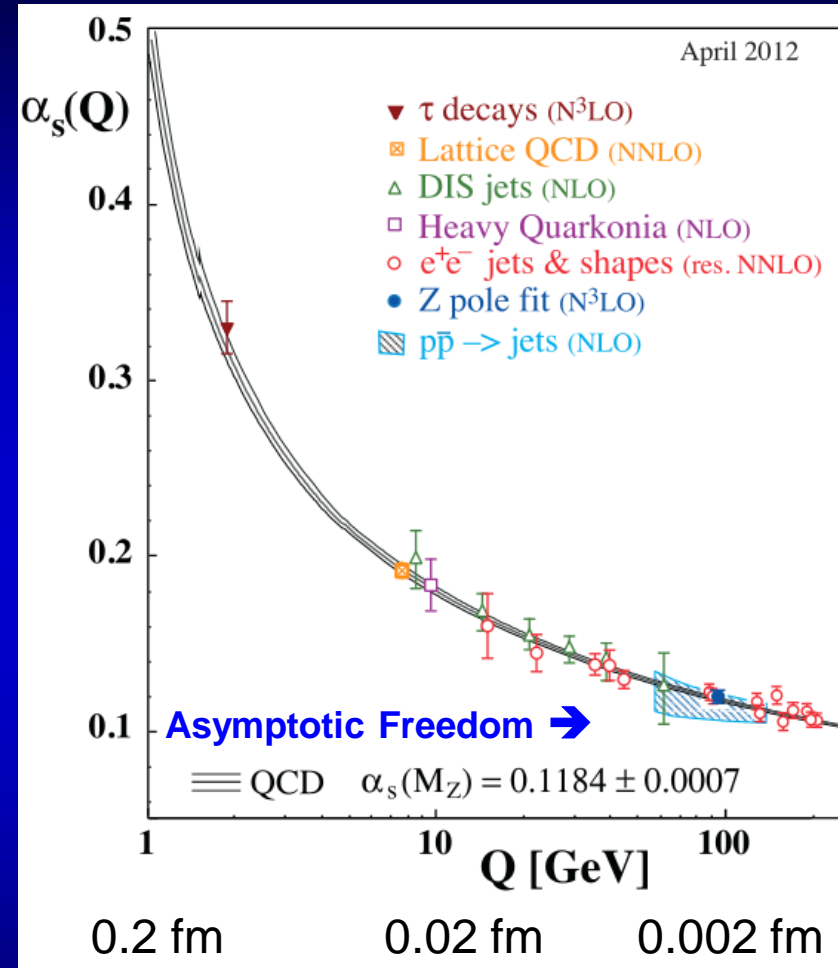 0.5
April 2012
αₛ(Q)
τ decays (N³LO)
Lattice QCD (NNLO)
0.4
DIS jets (NLO)
Heavy Quarkonia (NLO)
e⁺e⁻ jets & shapes (res. NNLO)
Z pole fit (N³LO)
0.3
pp̄ –> jets (NLO)
0.2
0.1
Asymptotic Freedom ➔
QCD αₛ(M_Z) = 0.1184 ± 0.0007
1 10 100
Q [GeV]
0.2 fm 0.02 fm 0.002 fm